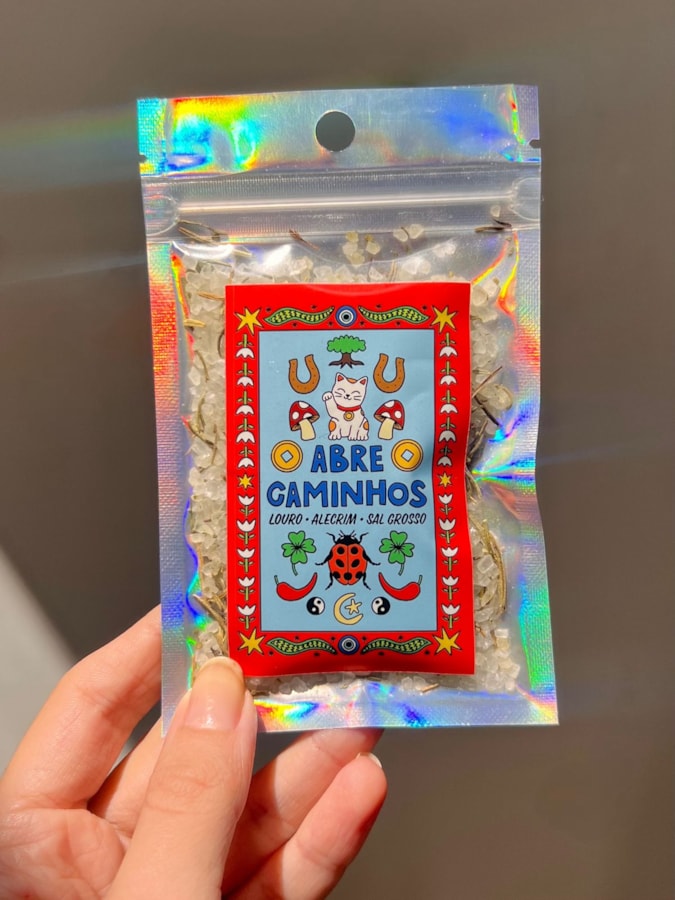 ABRE
CAMINHOS
LOURO • ALECRIM • SAL GROSSO